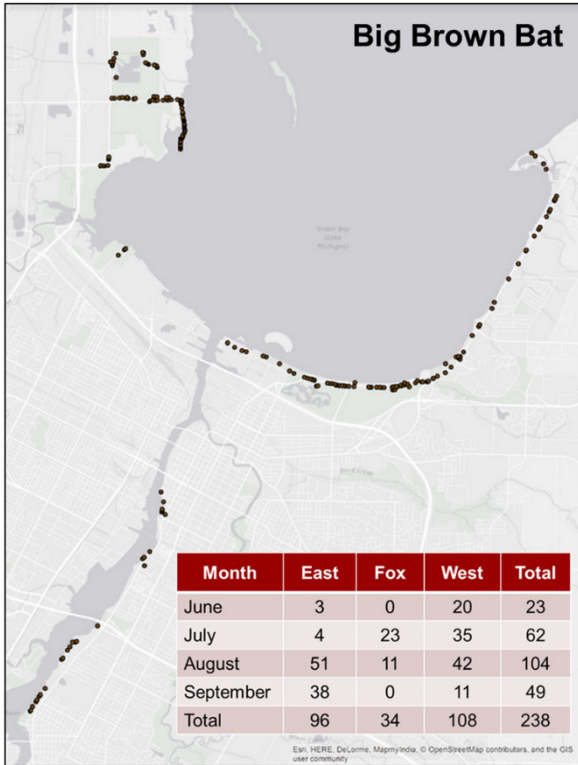 Big Brown Bat
Green Bay
(Lake
Michigan)
Month East Fox West Total
June 3 0 20 23
July 4 23 35 62
August 51 11 42 104
September 38 0 11 49
Total 96 34 108 238
Esri, HERE, DeLorme, MapmyIndia, © OpenStreetMap contributors, and the GIS
user community